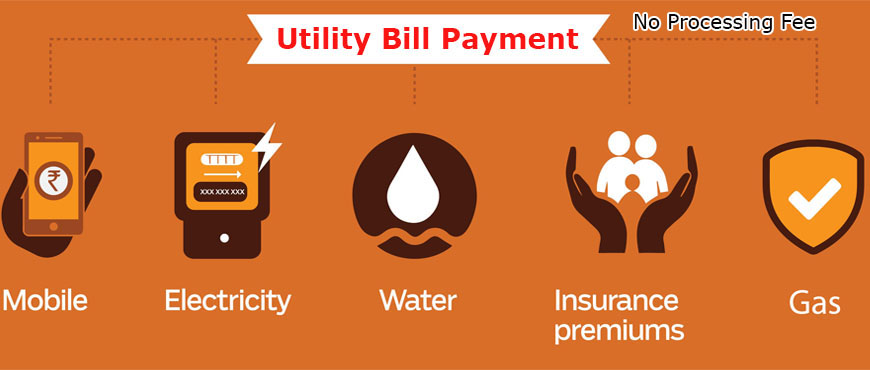 Utility Bill Payment
No Processing Fee
₹
XXX XXX XXX
Mobile
Electricity
Water
Insurance
premiums
Gas